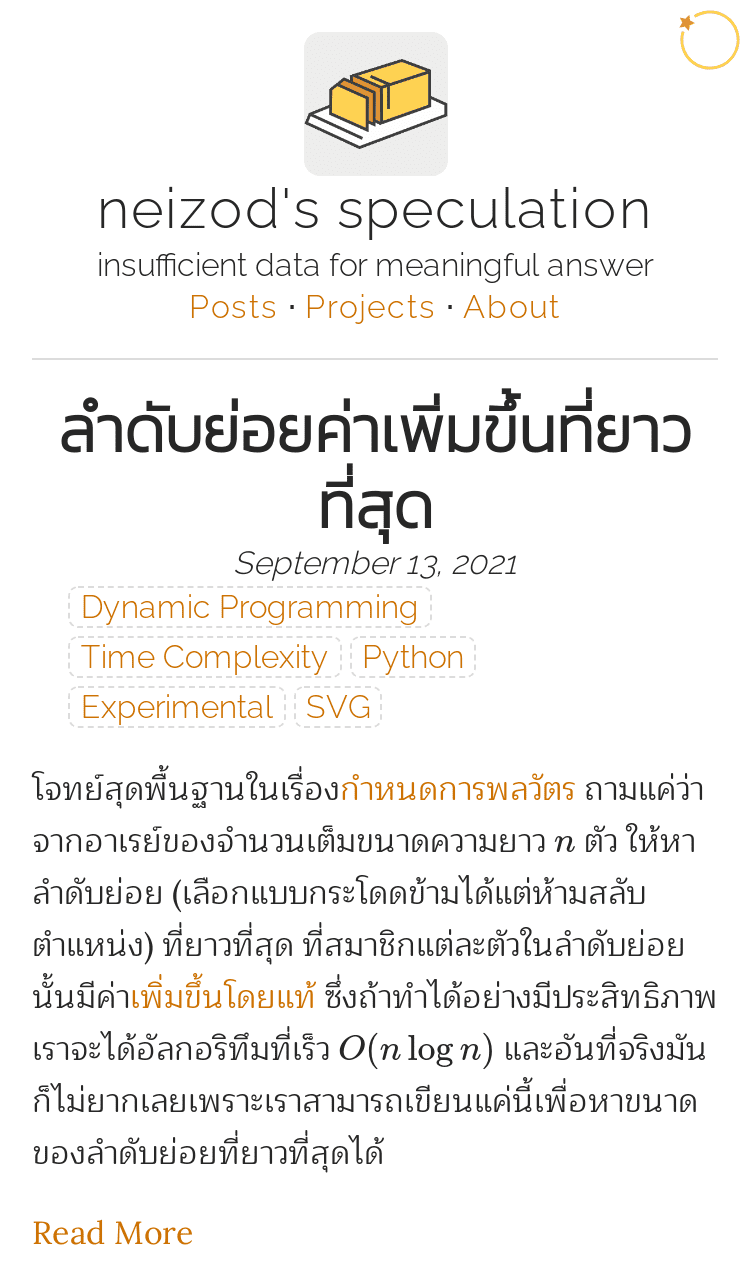 neizod's speculation
insufficient data for meaningful answer
Posts · Projects · About
ลำดับย่อยค่าเพิ่มขึ้นที่ยาว
ที่สุด
September 13, 2021
Dynamic Programming
Time Complexity Python
Experimental SVG
โจทย์สุดพื้นฐานในเรื่องกำหนดการพลวัตร ถามแค่ว่า
จากอาเรย์ของจำนวนเต็มขนาดความยาว n ตัว ให้หา
ลำดับย่อย (เลือกแบบกระโดดข้ามได้แต่ห้ามสลับ
ตำแหน่ง) ที่ยาวที่สุด ที่สมาชิกแต่ละตัวในลำดับย่อย
นั้นมีค่าเพิ่มขึ้นโดยแท้ ซึ่งถ้าทำได้อย่างมีประสิทธิภาพ
เราจะได้อัลกอริทึมที่เร็ว O(n log n) และอันที่จริงมัน
ก็ไม่ยากเลยเพราะเราสามารถเขียนแค่นี้เพื่อหาขนาด
ของลำดับย่อยที่ยาวที่สุดได้
Read More